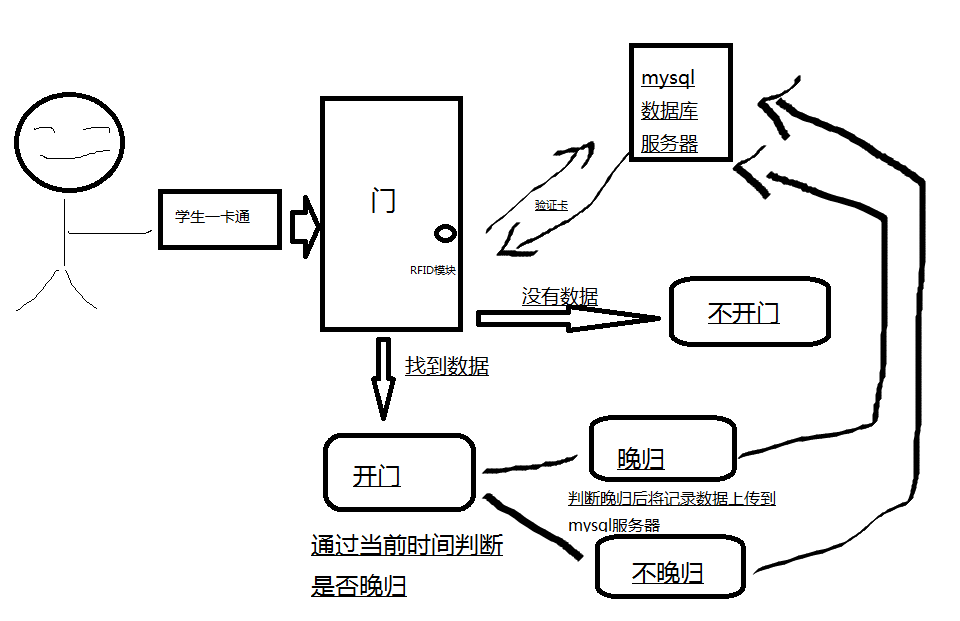 mysql
数据库
服务器
学生一卡通
门
RFID模块
验证卡
没有数据
不开门
找到数据
开门
通过当前时间判断
是否晚归
晚归
判断晚归后将记录数据上传到
mysql服务器
不晚归